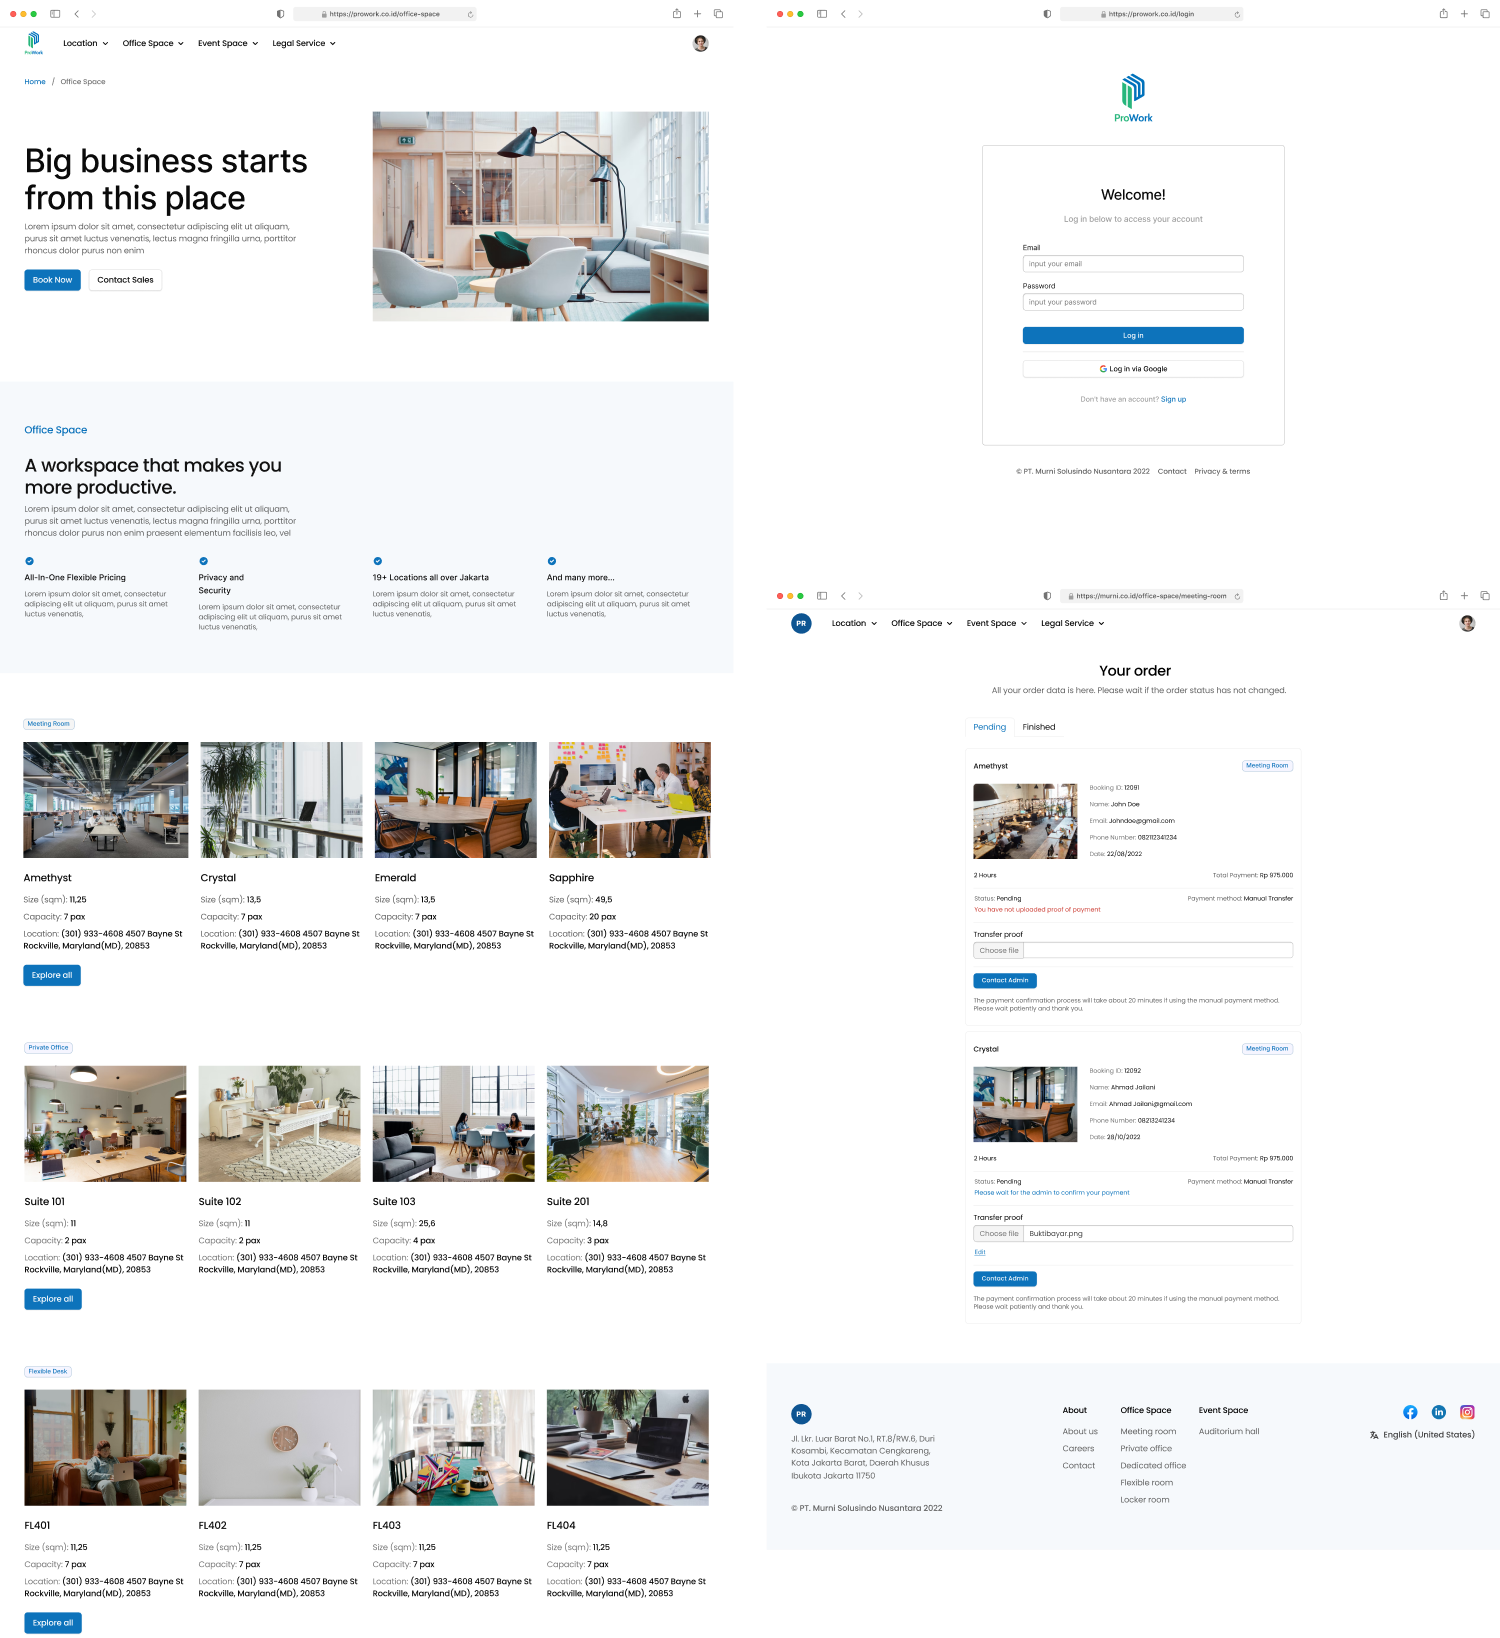 https://prowork.co.id/office-space
ProWork
Location
Office Space
Event Space
Legal Service
Home / Office Space
Big business starts
from this place
Lorem ipsum dolor sit amet, consectetur adipiscing elit ut aliquam,
purus sit amet luctus venenatis, lectus magna fringilla urna, porttitor
rhoncus dolor purus non enim
Book Now
Contact Sales
Office Space
A workspace that makes you
more productive.
Lorem ipsum dolor sit amet, consectetur adipiscing elit ut aliquam,
purus sit amet luctus venenatis, lectus magna fringilla urna, porttitor
rhoncus dolor purus non enim praesent elementum facilisis leo, vel
All-In-One Flexible Pricing
Lorem ipsum dolor sit amet, consectetur
adipiscing elit ut aliquam, purus sit amet
luctus venenatis,
Privacy and
Security
Lorem ipsum dolor sit amet, consectetur
adipiscing elit ut aliquam, purus sit amet
luctus venenatis,
19+ Locations all over Jakarta
Lorem ipsum dolor sit amet, consectetur
adipiscing elit ut aliquam, purus sit amet
luctus venenatis,
And many more...
Lorem ipsum dolor sit amet, consectetur
adipiscing elit ut aliquam, purus sit amet
luctus venenatis,
Meeting Room
Amethyst
Size (sqm): 11,25
Capacity: 7 pax
Location: (301) 933-4608 4507 Bayne St
Rockville, Maryland(MD), 20853
Crystal
Size (sqm): 13,5
Capacity: 7 pax
Location: (301) 933-4608 4507 Bayne St
Rockville, Maryland(MD), 20853
Emerald
Size (sqm): 13,5
Capacity: 7 pax
Location: (301) 933-4608 4507 Bayne St
Rockville, Maryland(MD), 20853
Sapphire
Size (sqm): 49,5
Capacity: 20 pax
Location: (301) 933-4608 4507 Bayne St
Rockville, Maryland(MD), 20853
Explore all
Private Office
Suite 101
Size (sqm): 11
Capacity: 2 pax
Location: (301) 933-4608 4507 Bayne St
Rockville, Maryland(MD), 20853
Suite 102
Size (sqm): 11
Capacity: 2 pax
Location: (301) 933-4608 4507 Bayne St
Rockville, Maryland(MD), 20853
Suite 103
Size (sqm): 25,6
Capacity: 4 pax
Location: (301) 933-4608 4507 Bayne St
Rockville, Maryland(MD), 20853
Suite 201
Size (sqm): 14,8
Capacity: 3 pax
Location: (301) 933-4608 4507 Bayne St
Rockville, Maryland(MD), 20853
Explore all
Flexible Desk
FL401
Size (sqm): 11,25
Capacity: 7 pax
Location: (301) 933-4608 4507 Bayne St
Rockville, Maryland(MD), 20853
FL402
Size (sqm): 11,25
Capacity: 7 pax
Location: (301) 933-4608 4507 Bayne St
Rockville, Maryland(MD), 20853
FL403
Size (sqm): 11,25
Capacity: 7 pax
Location: (301) 933-4608 4507 Bayne St
Rockville, Maryland(MD), 20853
FL404
Size (sqm): 11,25
Capacity: 7 pax
Location: (301) 933-4608 4507 Bayne St
Rockville, Maryland(MD), 20853
Explore all
https://prowork.co.id/login
ProWork
Welcome!
Log in below to access your account
Email
input your email
Password
input your password
Log in
Log in via Google
Don't have an account? Sign up
© PT. Murni Solusindo Nusantara 2022 Contact Privacy & terms
https://murni.co.id/office-space/meeting-room
PR
Location
Office Space
Event Space
Legal Service
Your order
All your order data is here. Please wait if the order status has not changed.
Pending
Finished
Amethyst
Meeting Room
Booking ID: 12091
Name: John Doe
Email: Johndoe@gmail.com
Phone Number: 082112341234
Date: 22/08/2022
2 Hours
Total Payment: Rp 975.000
Status: Pending
Payment method: Manual Transfer
You have not uploaded proof of payment
Transfer proof
Choose file
Contact Admin
The payment confirmation process will take about 20 minutes if using the manual payment method.
Please wait patiently and thank you.
Crystal
Meeting Room
Booking ID: 12092
Name: Ahmad Jailani
Email: Ahmad Jailani@gmail.com
Phone Number: 08213241234
Date: 28/10/2022
2 Hours
Total Payment: Rp 975.000
Status: Pending
Payment method: Manual Transfer
Please wait for the admin to confirm your payment
Transfer proof
Choose file
Buktibayar.png
Edit
Contact Admin
The payment confirmation process will take about 20 minutes if using the manual payment method.
Please wait patiently and thank you.
PR
Jl. Lkr. Luar Barat No.1, RT.8/RW.6, Duri
Kosambi, Kecamatan Cengkareng,
Kota Jakarta Barat, Daerah Khusus
Ibukota Jakarta 11750
© PT. Murni Solusindo Nusantara 2022
About
About us
Careers
Contact
Office Space
Meeting room
Private office
Dedicated office
Flexible room
Locker room
Event Space
Auditorium hall
English (United States)